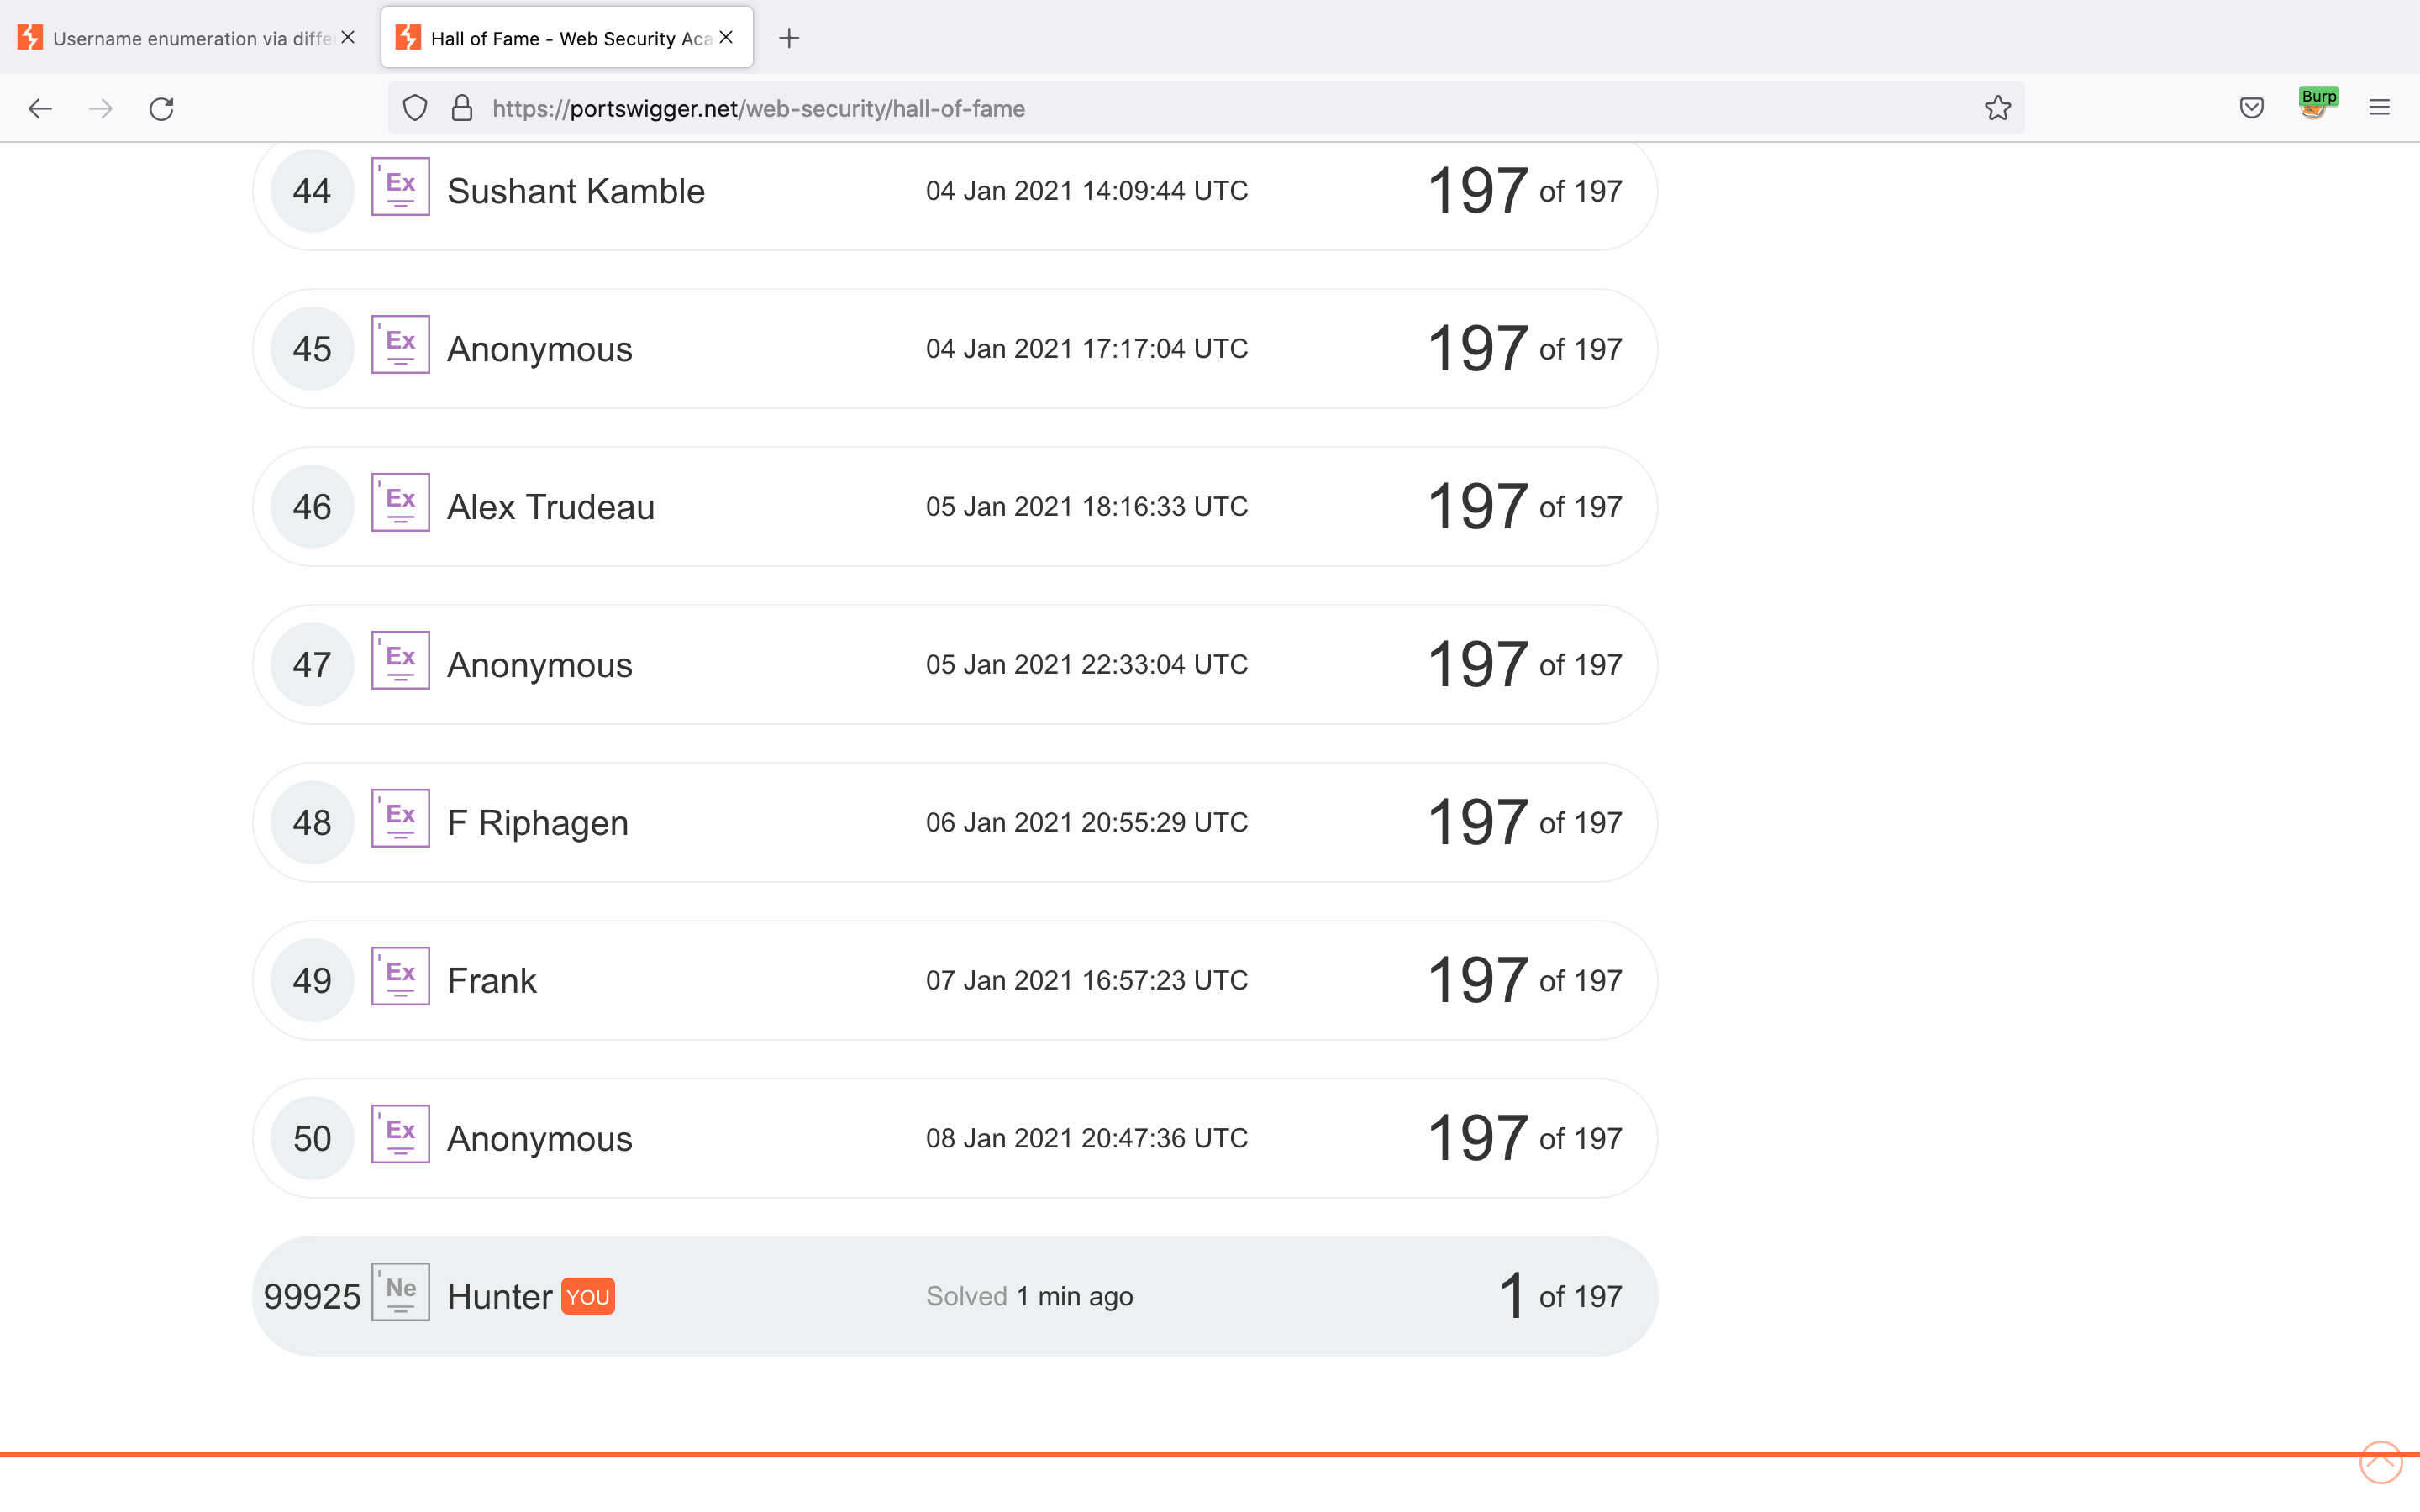 Username enumeration via diffe
Hall of Fame - Web Security Aca
https://portswigger.net/web-security/hall-of-fame
Burp
44 'Ex Sushant Kamble 04 Jan 2021 14:09:44 UTC 197 of 197
45 'Ex Anonymous 04 Jan 2021 17:17:04 UTC 197 of 197
46 'Ex Alex Trudeau 05 Jan 2021 18:16:33 UTC 197 of 197
47 'Ex Anonymous 05 Jan 2021 22:33:04 UTC 197 of 197
48 'Ex F Riphagen 06 Jan 2021 20:55:29 UTC 197 of 197
49 'Ex Frank 07 Jan 2021 16:57:23 UTC 197 of 197
50 'Ex Anonymous 08 Jan 2021 20:47:36 UTC 197 of 197
99925 'Ne Hunter YOU Solved 1 min ago 1 of 197